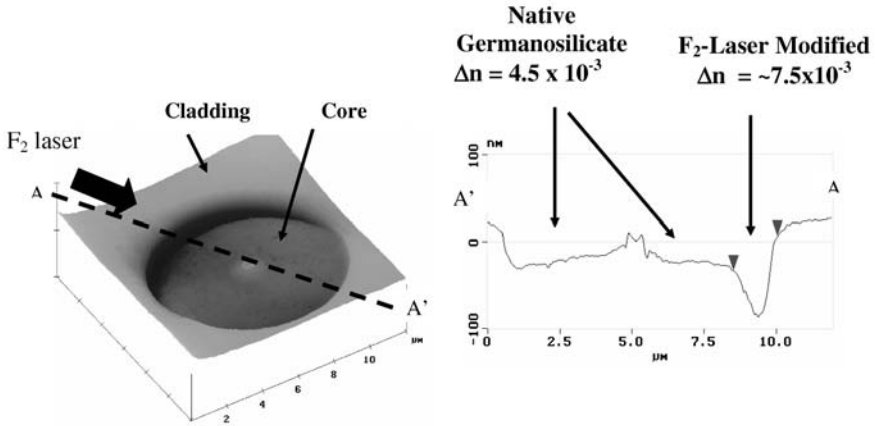 Native
Germanosilicate
Δn = 4.5 x 10⁻³
F₂-Laser Modified
Δn = ~7.5x10⁻³
Cladding
Core
F₂ laser
A
A'
2
4
6
8
10
μM
nM
A'
A
100
0
-100
0
2.5
5.0
7.5
10.0
μM